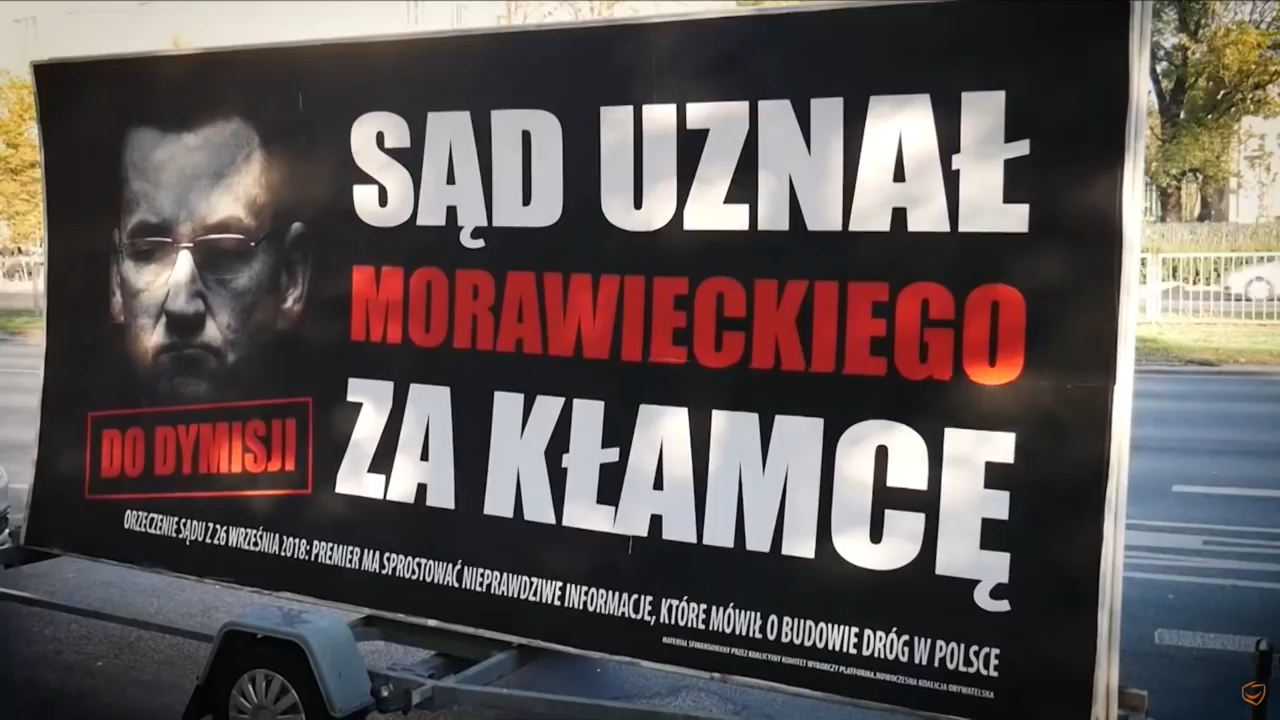 SĄD UZNAŁ
MORAWIECKIEGO
ZA KŁAMCĘ
DO DYMISJI
ORZECZENIE SĄDU Z 26 WRZEŚNIA 2018: PREMIER MA SPROSTOWAĆ NIEPRAWDZIWE INFORMACJE, KTÓRE MÓWIŁ O BUDOWIE DRÓG W POLSCE
MATERIAŁ SFINANSOWANY PRZEZ KOALICYJNY KOMITET WYBORCZY PLATFORMA.NOWOCZESNA KOALICJA OBYWATELSKA